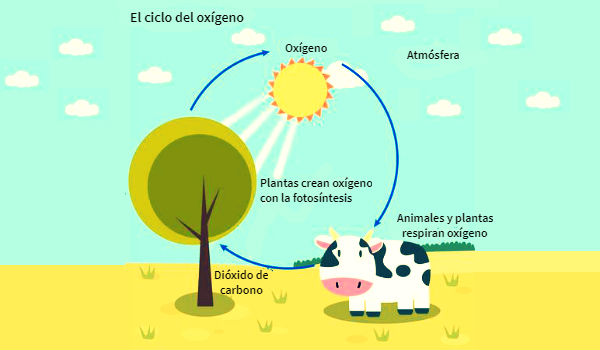 El ciclo del oxígeno
Oxígeno
Atmósfera
Plantas crean oxígeno
con la fotosíntesis
Animales y plantas
respiran oxígeno
Dióxido de
carbono